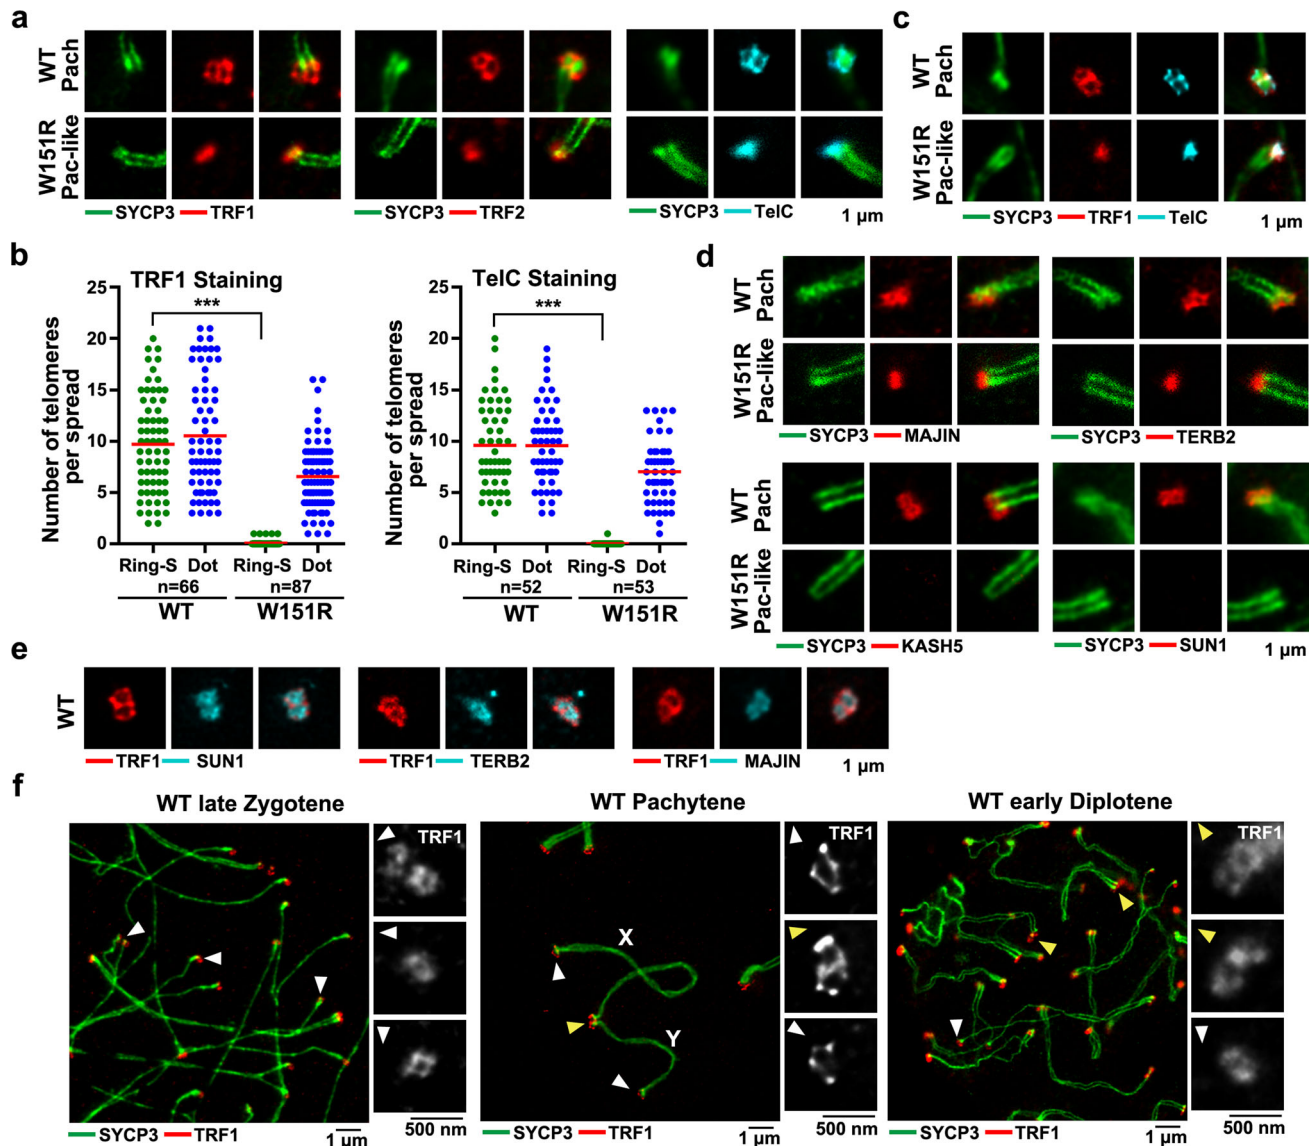 a
WT
Pach
W151R
Pac-like
SYCP3 TRF1
SYCP3 TRF2
SYCP3 TelC
1 µm
c
WT
Pach
W151R
Pac-like
SYCP3 TRF1 TelC
1 µm
b
TRF1 Staining
Number of telomeres
per spread
25
20
15
10
5
0
***
Ring-S Dot Ring-S Dot
n=66 n=87
WT W151R
TelC Staining
Number of telomeres
per spread
25
20
15
10
5
0
***
Ring-S Dot Ring-S Dot
n=52 n=53
WT W151R
d
WT
Pach
W151R
Pac-like
SYCP3 MAJIN
SYCP3 TERB2
WT
Pach
W151R
Pac-like
SYCP3 KASH5
SYCP3 SUN1
1 µm
e
WT
TRF1 SUN1
TRF1 TERB2
TRF1 MAJIN
1 µm
f
WT late Zygotene
TRF1
SYCP3 TRF1
1 µm
500 nm
WT Pachytene
TRF1
X
Y
SYCP3 TRF1
1 µm
500 nm
WT early Diplotene
TRF1
SYCP3 TRF1
1 µm
500 nm